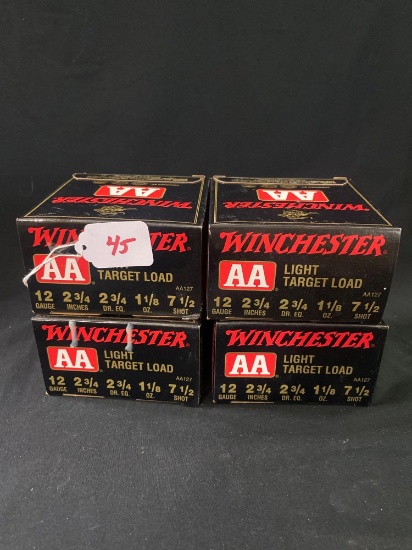 AA
WINCHESTER
AA
WINCHESTER
WINCHESTER
45
AA
TARGET LOAD
AA127
12 2 3/4 2 3/4 1 1/8 7 1/2
GAUGE INCHES DR. EQ. OZ. SHOT
WINCHESTER
AA
LIGHT
TARGET LOAD
AA127
12 2 3/4 2 3/4 1 1/8 7 1/2
GAUGE INCHES DR. EQ. OZ. SHOT
WINCHESTER
AA
LIGHT
TARGET LOAD
AA127
12 2 3/4 2 3/4 1 1/8 7 1/2
GAUGE INCHES DR. EQ. OZ. SHOT
WINCHESTER
AA
LIGHT
TARGET LOAD
AA127
12 2 3/4 2 3/4 1 1/8 7 1/2
GAUGE INCHES DR. EQ. OZ. SHOT